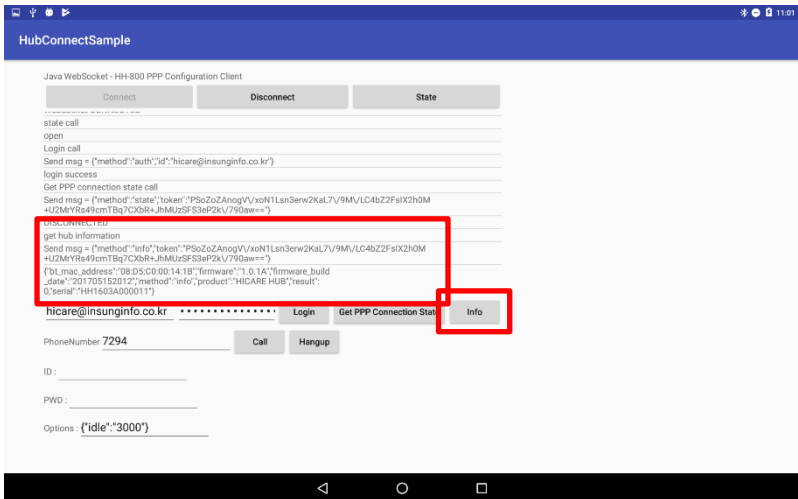 11:01
HubConnectSample
Java WebSocket - HH-800 PPP Configuration Client
Connect Disconnect State
state call
open
Login call
Send msg = {"method":"auth","id":"hicare@insunginfo.co.kr"}
login success
Get PPP connection state call
Send msg = {"method":"state","token":"PSoZoZAnogV\/xoN1Lsn3erw2KaL7\/9M\/LC4bZ2FsIX2h0M
+U2MrYRs49cmTBq7CXbR+JhMUzSFS3eP2k\/790aw=="}
DISCONNECTED
get hub information
Send msg = {"method":"info","token":"PSoZoZAnogV\/xoN1Lsn3erw2KaL7\/9M\/LC4bZ2FsIX2h0M
+U2MrYRs49cmTBq7CXbR+JhMUzSFS3eP2k\/790aw=="}
{"bt_mac_address":"08:D5:C0:00:14:1B","firmware":"1.0.1A","firmware_build
_date":"201705152012","method":"info","product":"HICARE HUB","result":
0,"serial":"HH1603A000011"}
hicare@insunginfo.co.kr Login Get PPP Connection State Info
PhoneNumber 7294 Call Hangup
ID :
PWD :
Options : {"idle":"3000"}